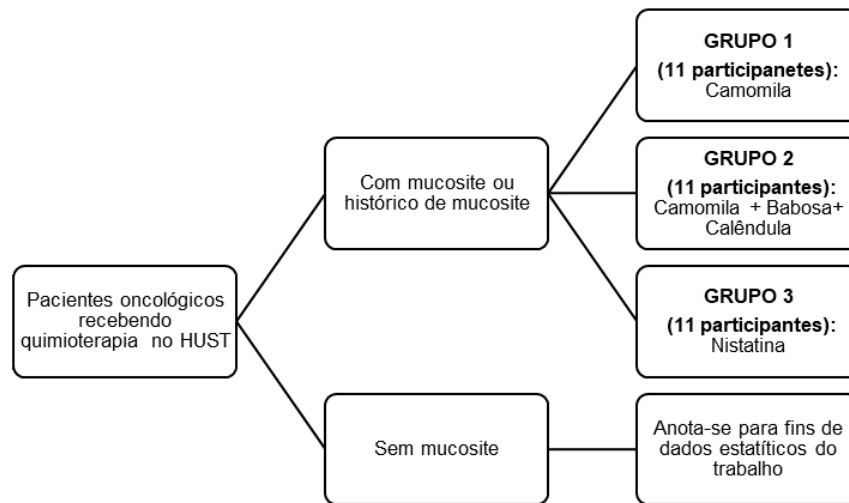 GRUPO 1
(11 participanetes):
Camomila
Com mucosite ou
histórico de mucosite
GRUPO 2
(11 participantes):
Camomila + Babosa+
Calêndula
Pacientes oncológicos
recebendo
quimioterapia no HUST
GRUPO 3
(11 participantes):
Nistatina
Sem mucosite
Anota-se para fins de
dados estatíticos do
trabalho